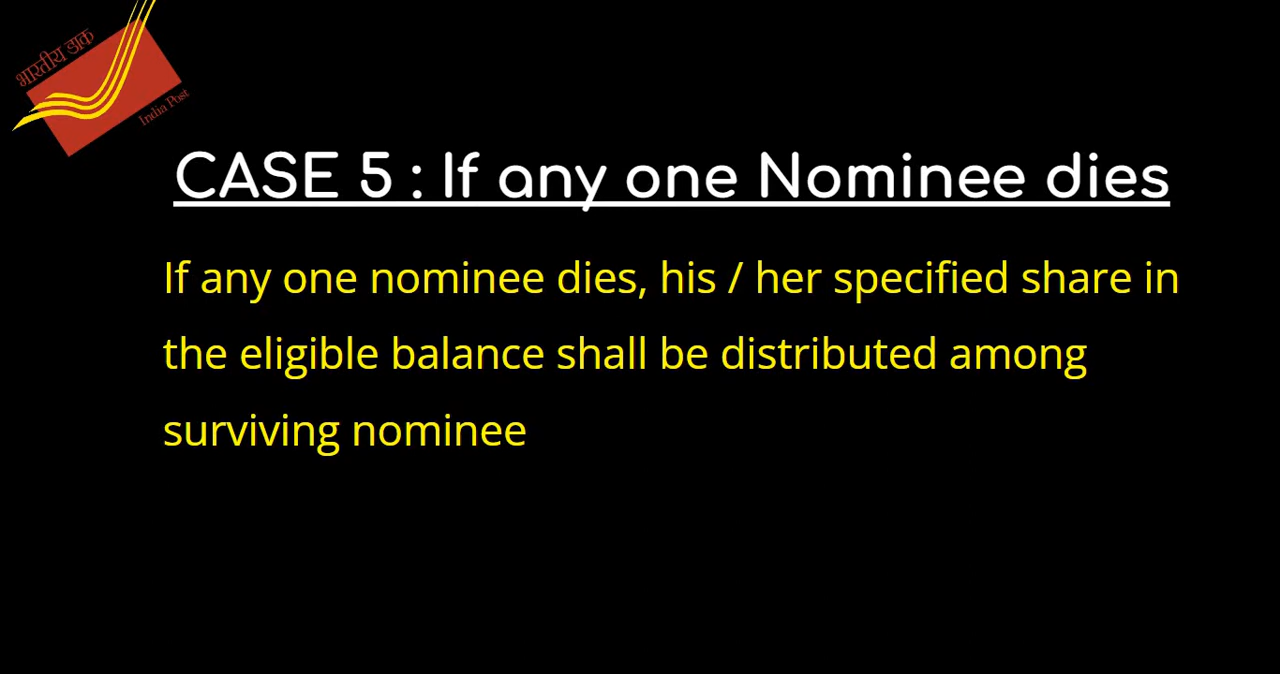 भारतीय डाक
India Post
CASE 5 : If any one Nominee dies
If any one nominee dies, his / her specified share in
the eligible balance shall be distributed among
surviving nominee